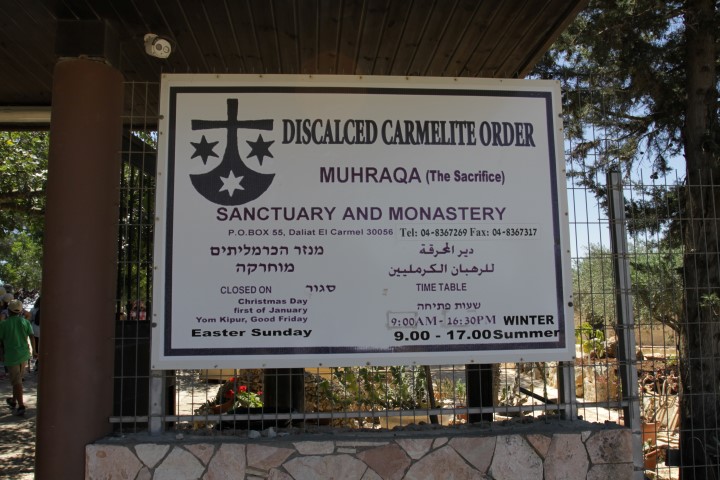 DISCALCED CARMELITE ORDER
MUHRAQA (The Sacrifice)
SANCTUARY AND MONASTERY
P.O.BOX 55, Daliat El Carmel 30056 Tel: 04-8367269 Fax: 04-8367317
מנזר הכרמליתים
מוחרקה
دير المحرقة
للرهبان الكرمليين
CLOSED ON סגור
Christmas Day
first of January
Yom Kipur, Good Friday
Easter Sunday
TIME TABLE
שעות פתיחה
9:00AM - 16:30PM WINTER
9.00 - 17.00 Summer